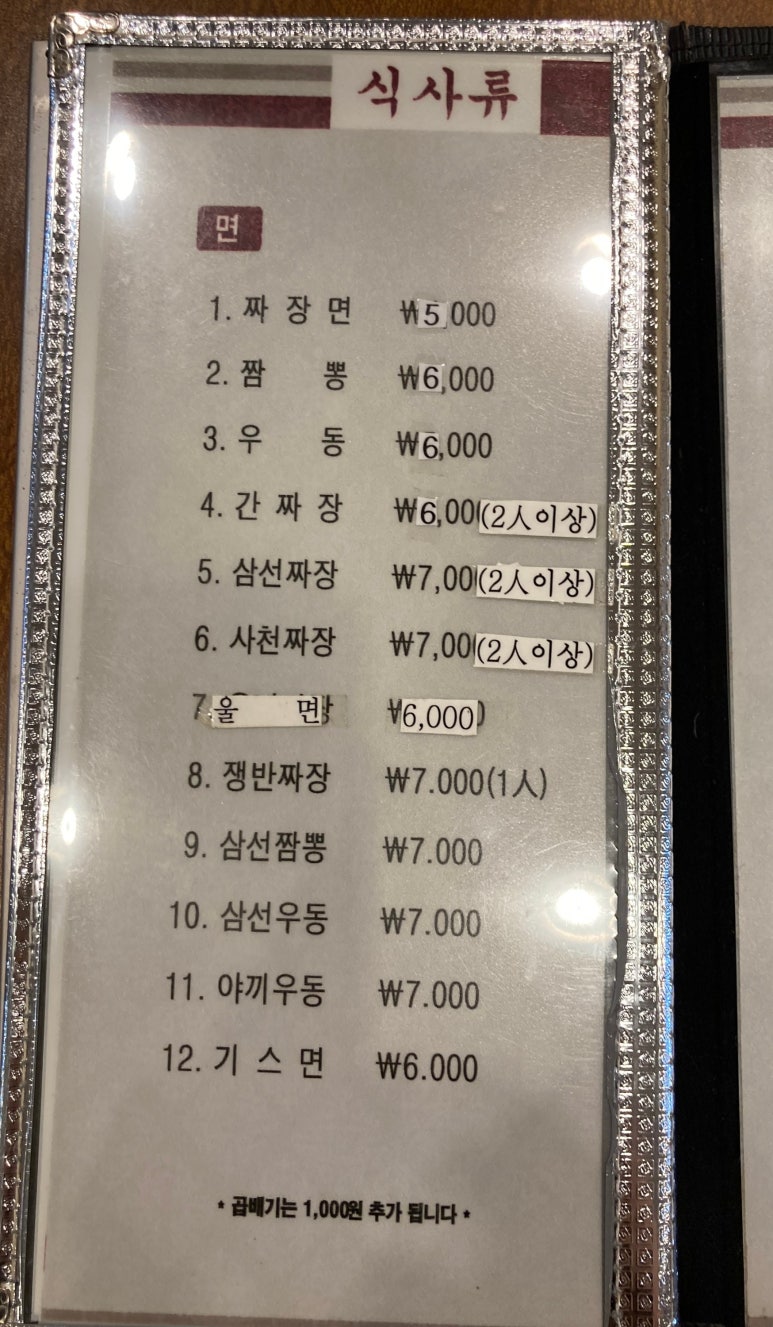 식사류
면
1. 짜 장 면 ₩5,000
2. 짬 뽕 ₩6,000
3. 우 동 ₩6,000
4. 간 짜 장 ₩6,00(2人이상)
5. 삼선짜장 ₩7,00(2人이상)
6. 사천짜장 ₩7,00(2人이상)
7. 울 면 ₩6,000
8. 쟁반짜장 ₩7.000(1人)
9. 삼선짬뽕 ₩7.000
10. 삼선우동 ₩7.000
11. 야끼우동 ₩7.000
12. 기 스 면 ₩6.000
* 곱배기는 1,000원 추가 됩니다 *